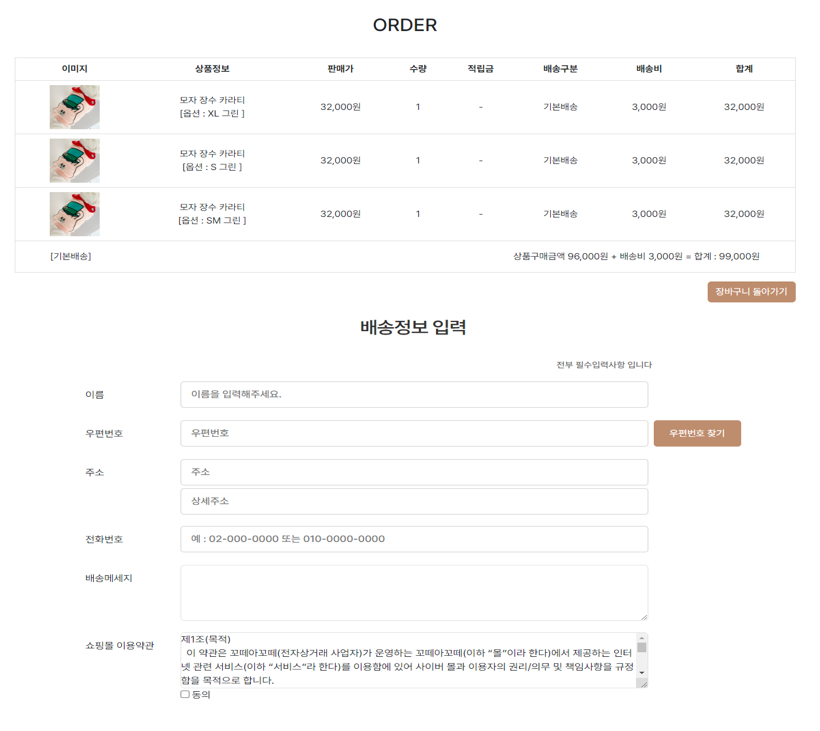 ORDER
이미지 상품정보 판매가 수량 적립금 배송구분 배송비 합계
모자 장수 카라티
[옵션 : XL 그린 ] 32,000원 1 - 기본배송 3,000원 32,000원
모자 장수 카라티
[옵션 : S 그린 ] 32,000원 1 - 기본배송 3,000원 32,000원
모자 장수 카라티
[옵션 : SM 그린 ] 32,000원 1 - 기본배송 3,000원 32,000원
[기본배송] 상품구매금액 96,000원 + 배송비 3,000원 = 합계 : 99,000원
장바구니 돌아가기
배송정보 입력
전부 필수입력사항 입니다
이름 이름을 입력해주세요.
우편번호 우편번호 우편번호 찾기
주소 주소
상세주소
전화번호 예 : 02-000-0000 또는 010-0000-0000
배송메세지
쇼핑몰 이용약관 제1조(목적)
이 약관은 꼬떼아꼬떼(전자상거래 사업자)가 운영하는 꼬떼아꼬떼(이하 “몰”이라 한다)에서 제공하는 인터
넷 관련 서비스(이하 “서비스”라 한다)를 이용함에 있어 사이버 몰과 이용자의 권리/의무 및 책임사항을 규정
함을 목적으로 합니다.
동의